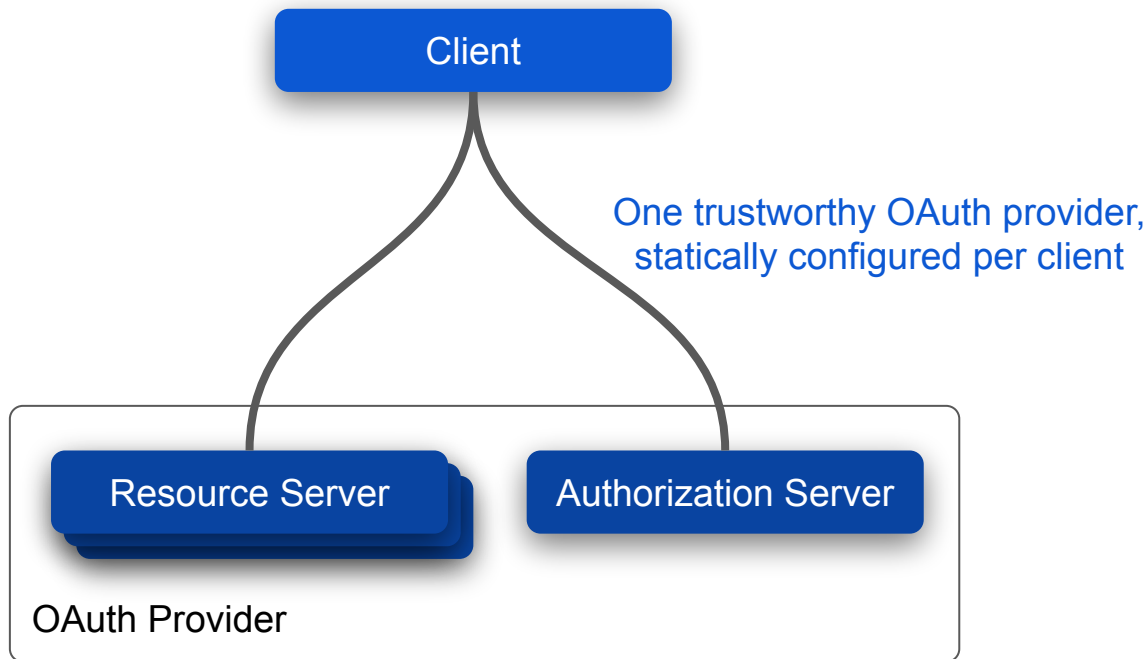 Client
One trustworthy OAuth provider,
statically configured per client
Resource Server
Authorization Server
OAuth Provider